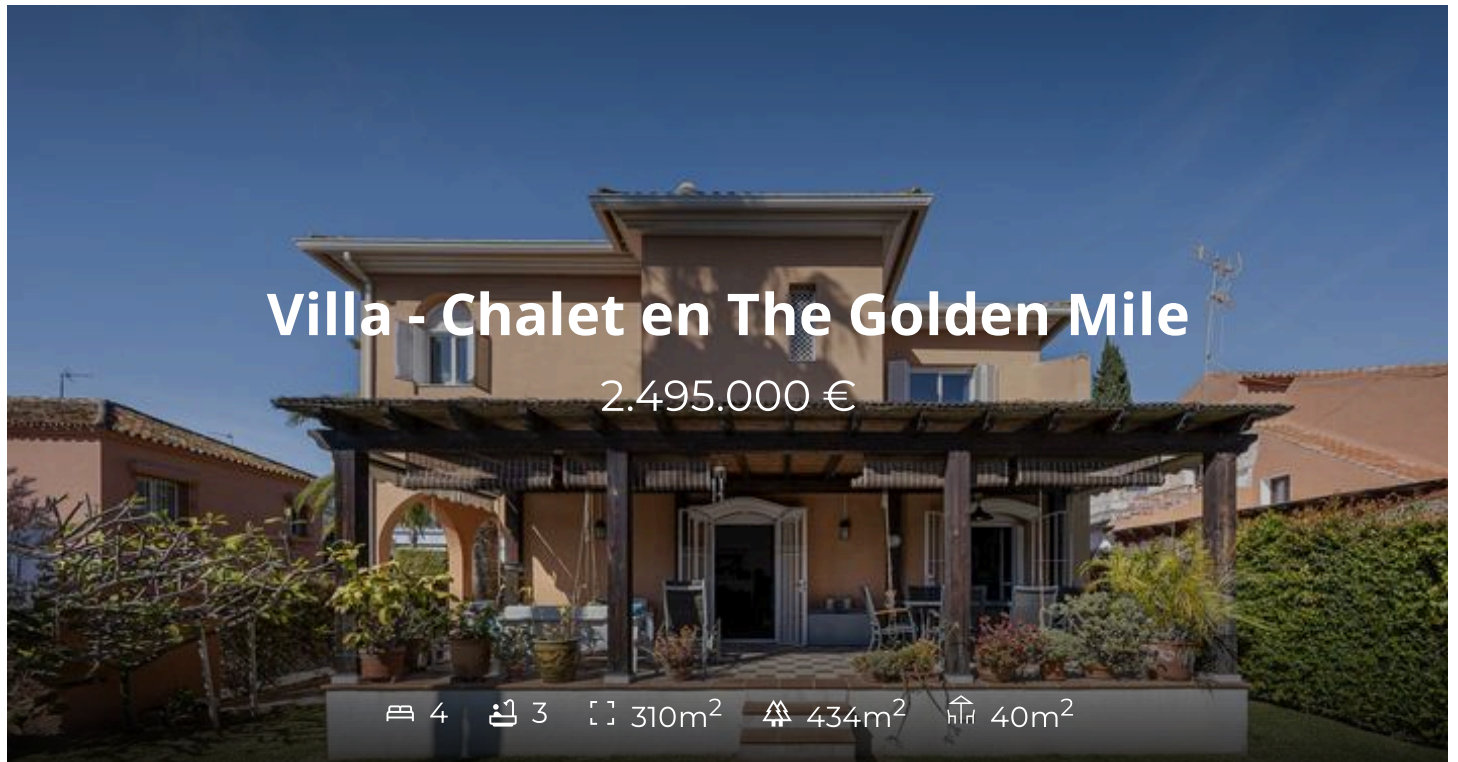 Villa - Chalet en The Golden Mile
2.495.000 €
4 3 310m² 434m² 40m²